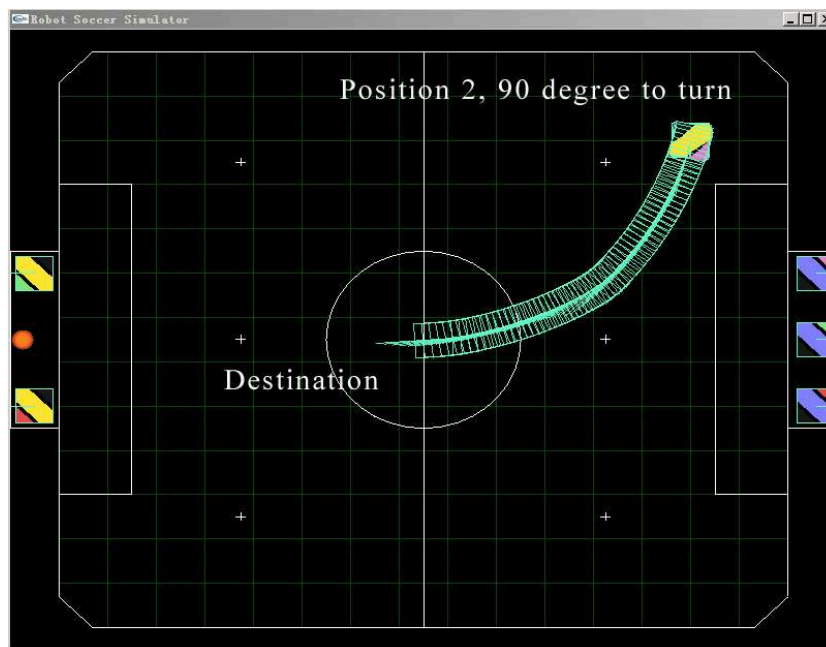 Robot Soccer Simulator
Position 2, 90 degree to turn
Destination